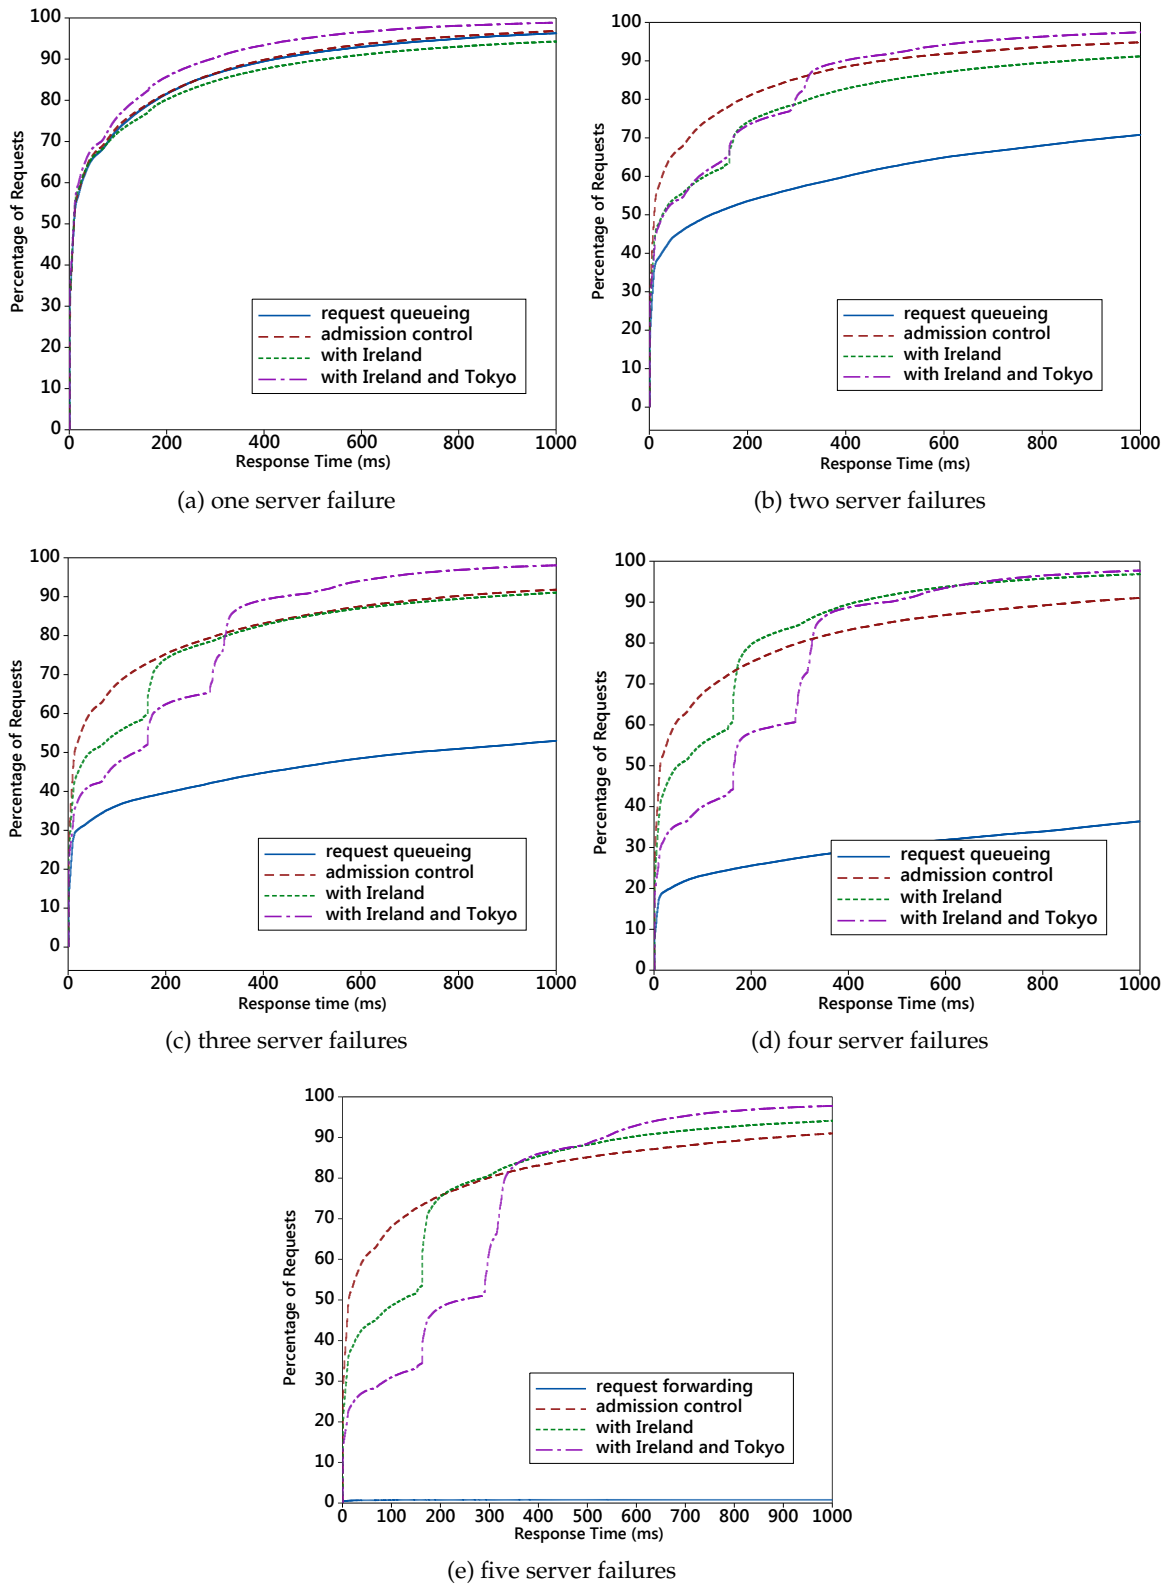 100
90
80
70
60
50
40
30
20
10
0
Percentage of Requests
request queueing
admission control
with Ireland
with Ireland and Tokyo
0 200 400 600 800 1000
Response Time (ms)
(a) one server failure
100
90
80
70
60
50
40
30
20
10
0
Percentage of Requests
request queueing
admission control
with Ireland
with Ireland and Tokyo
0 200 400 600 800 1000
Response Time (ms)
(b) two server failures
100
90
80
70
60
50
40
30
20
10
0
Percentage of Requests
request queueing
admission control
with Ireland
with Ireland and Tokyo
0 200 400 600 800 1000
Response time (ms)
(c) three server failures
100
90
80
70
60
50
40
30
20
10
0
Percentage of Requests
request queueing
admission control
with Ireland
with Ireland and Tokyo
0 200 400 600 800 1000
Response Time (ms)
(d) four server failures
100
90
80
70
60
50
40
30
20
10
0
Percentage of Requests
request forwarding
admission control
with Ireland
with Ireland and Tokyo
0 100 200 300 400 500 600 700 800 900 1000
Response Time (ms)
(e) five server failures